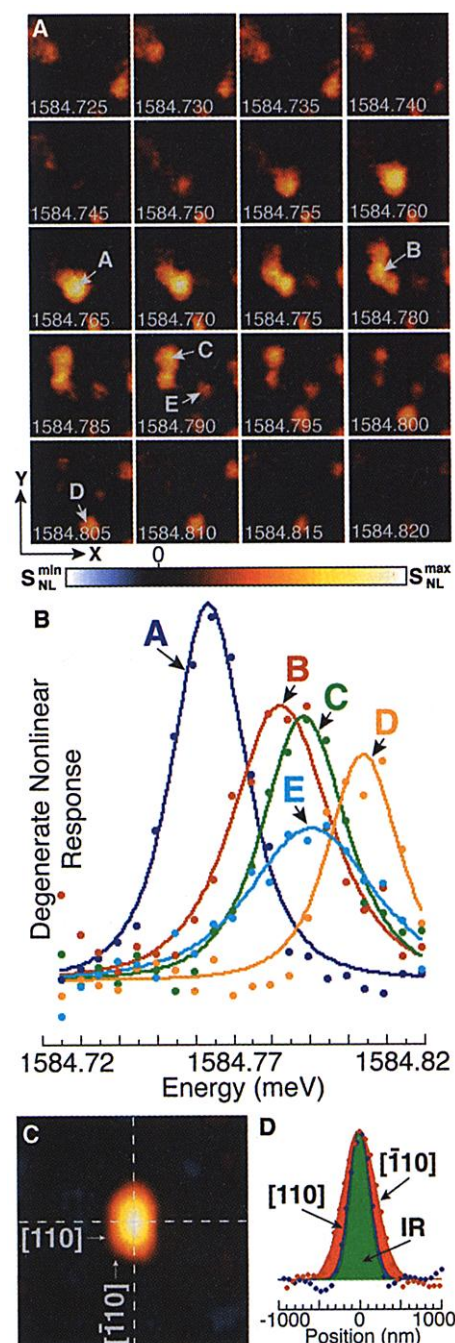 A
1584.725 1584.730 1584.735 1584.740
1584.745 1584.750 1584.755 1584.760
A B
1584.765 1584.770 1584.775 1584.780
C
E
1584.785 1584.790 1584.795 1584.800
D
1584.805 1584.810 1584.815 1584.820
Y
X
0
S_NL^min S_NL^max
B
A B C D E
Degenerate Nonlinear
Response
1584.72 1584.77 1584.82
Energy (meV)
C
[110]
[1̄10]
D
[110] [1̄10]
IR
-1000 0 1000
Position (nm)